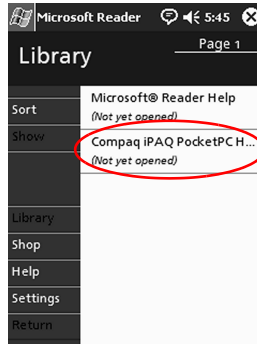 Microsoft Reader 5:45
Page 1
Library
Sort
Show
Library
Shop
Help
Settings
Return
Microsoft® Reader Help
(Not yet opened)
Compaq iPAQ PocketPC H...
(Not yet opened)